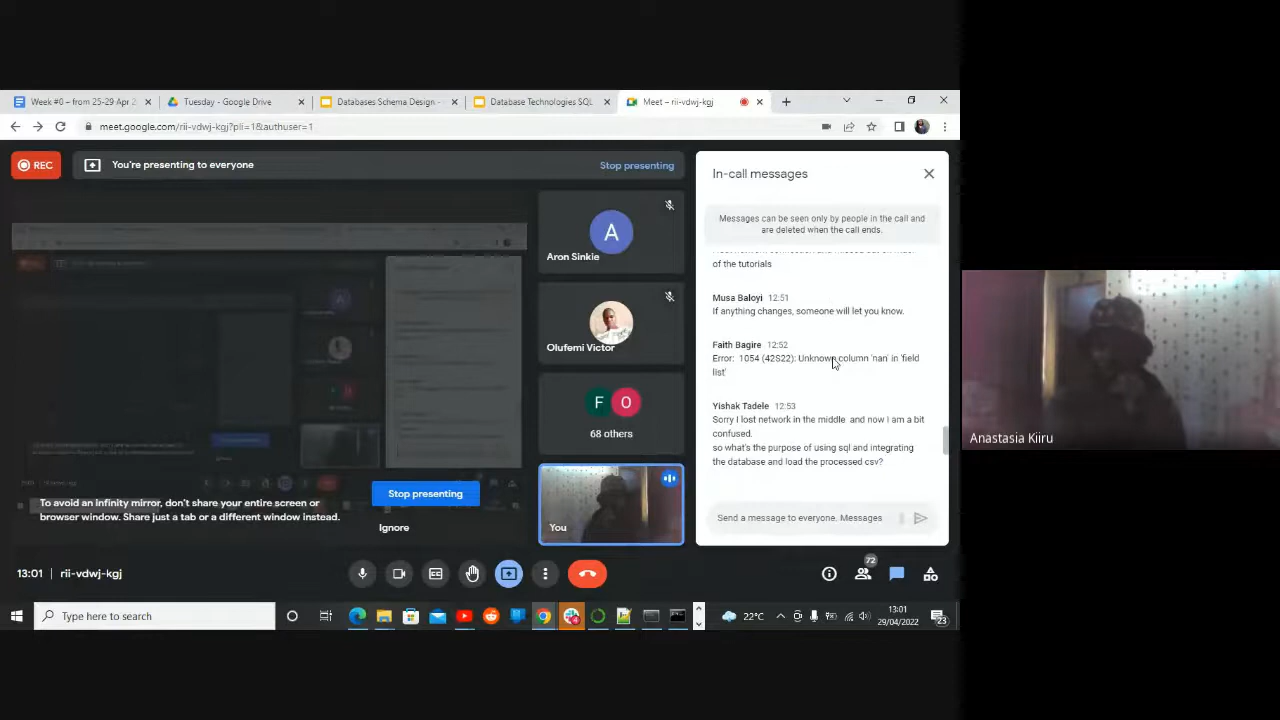 Week #0 – from 25-29 Apr 2
Tuesday - Google Drive
Databases Schema Design -
Database Technologies SQL
Meet – rii-vdwj-kgj
meet.google.com/rii-vdwj-kgj?pli=1&authuser=1
REC
You're presenting to everyone
Stop presenting
A
Aron Sinkie
Olufemi Victor
F
O
68 others
You
To avoid an infinity mirror, don't share your entire screen or
browser window. Share just a tab or a different window instead.
Stop presenting
Ignore
In-call messages
Messages can be seen only by people in the call and
are deleted when the call ends.
of the tutorials
Musa Baloyi 12:51
If anything changes, someone will let you know.
Faith Bagire 12:52
Error: 1054 (42S22): Unknown column 'nan' in 'field
list'
Yishak Tadele 12:53
Sorry I lost network in the middle and now I am a bit
confused.
so what's the purpose of using sql and integrating
the database and load the processed csv?
Send a message to everyone. Messages
13:01 | rii-vdwj-kgj
72
Type here to search
22°C
13:01
29/04/2022
23
Anastasia Kiiru